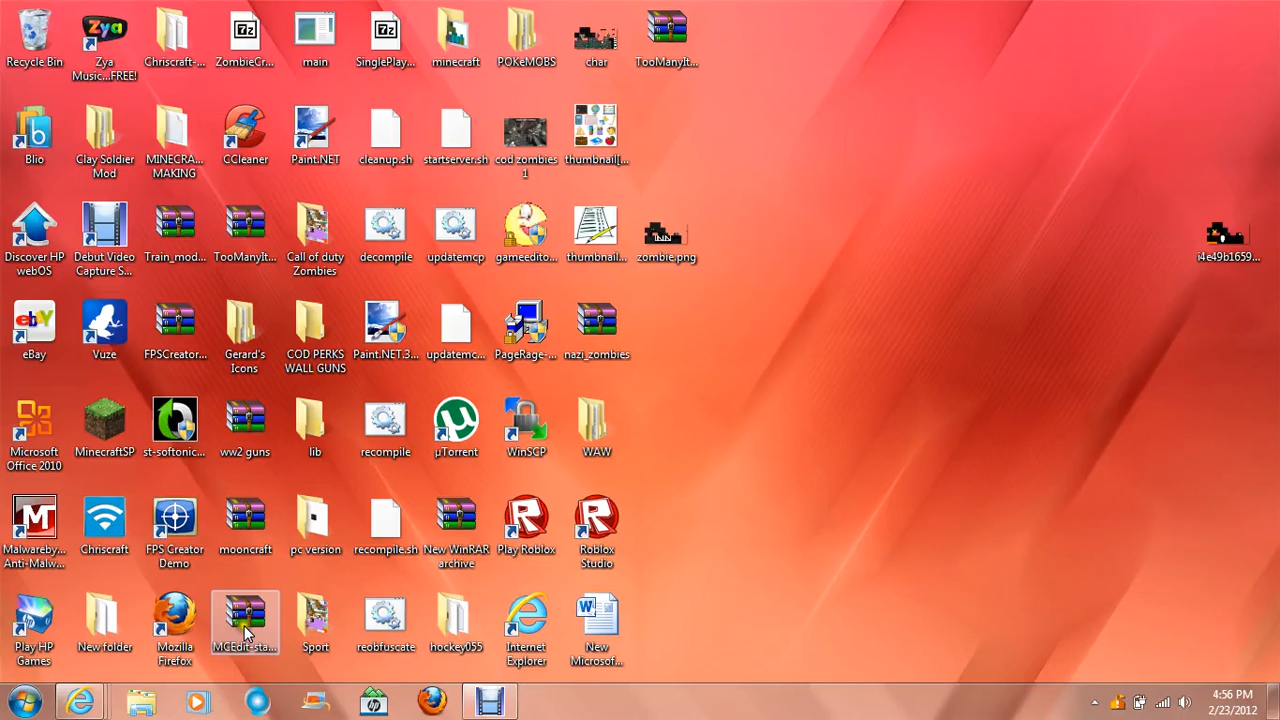 Recycle Bin
Zya
Music...FREE!
Chriscraft-...
ZombieCr...
main
SinglePlay...
minecraft
POKeMOBS
char
TooManyIt...
Blio
Clay Soldier
Mod
MINECRA...
MAKING
CCleaner
Paint.NET
cleanup.sh
startserver.sh
cod zombies
1
thumbnail[...
Discover HP
webOS
Debut Video
Capture S...
Train_mod...
TooManyIt...
Call of duty
Zombies
decompile
updatemcp
gameedito...
thumbnail...
zombie.png
i4e49b1659...
eBay
Vuze
FPSCreator...
Gerard's
Icons
COD PERKS
WALL GUNS
Paint.NET.3...
updatemc...
PageRage-...
nazi_zombies
Microsoft
Office 2010
MinecraftSP
st-softonic...
ww2 guns
lib
recompile
µTorrent
WinSCP
WAW
Malwareby...
Anti-Malw...
Chriscraft
FPS Creator
Demo
mooncraft
pc version
recompile.sh
New WinRAR
archive
Play Roblox
Roblox
Studio
Play HP
Games
New folder
Mozilla
Firefox
MCEdit-sta...
Sport
reobfuscate
hockey055
Internet
Explorer
New
Microsof...
4:56 PM
2/23/2012